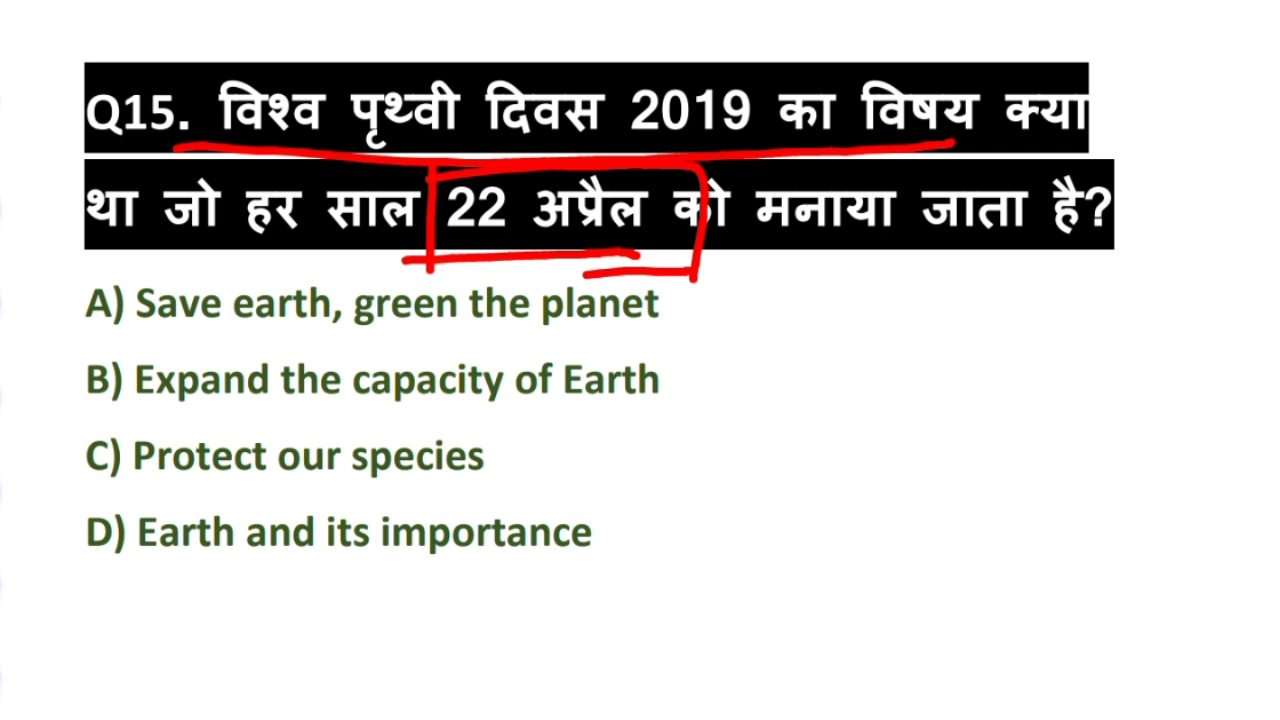 Q15. विश्व पृथ्वी दिवस 2019 का विषय क्या
था जो हर साल 22 अप्रैल को मनाया जाता है?
A) Save earth, green the planet
B) Expand the capacity of Earth
C) Protect our species
D) Earth and its importance